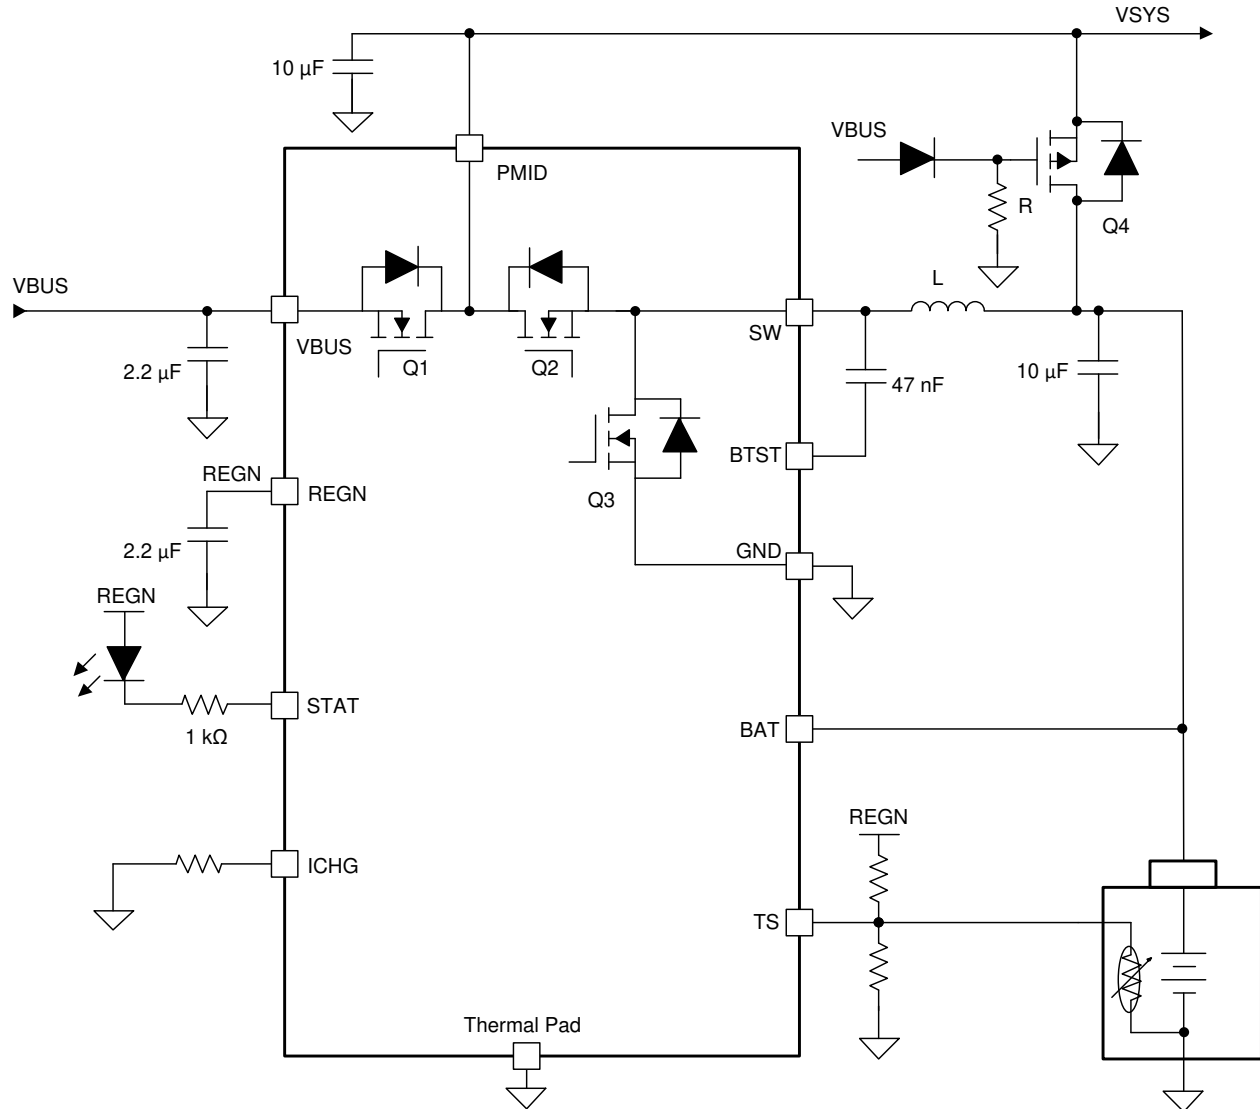 VSYS
10 µF
VBUS
PMID
R
Q4
VBUS
L
VBUS
SW
Q1
Q2
2.2 µF
10 µF
47 nF
BTST
REGN
REGN
Q3
2.2 µF
GND
REGN
STAT
1 kΩ
BAT
REGN
ICHG
TS
Thermal Pad